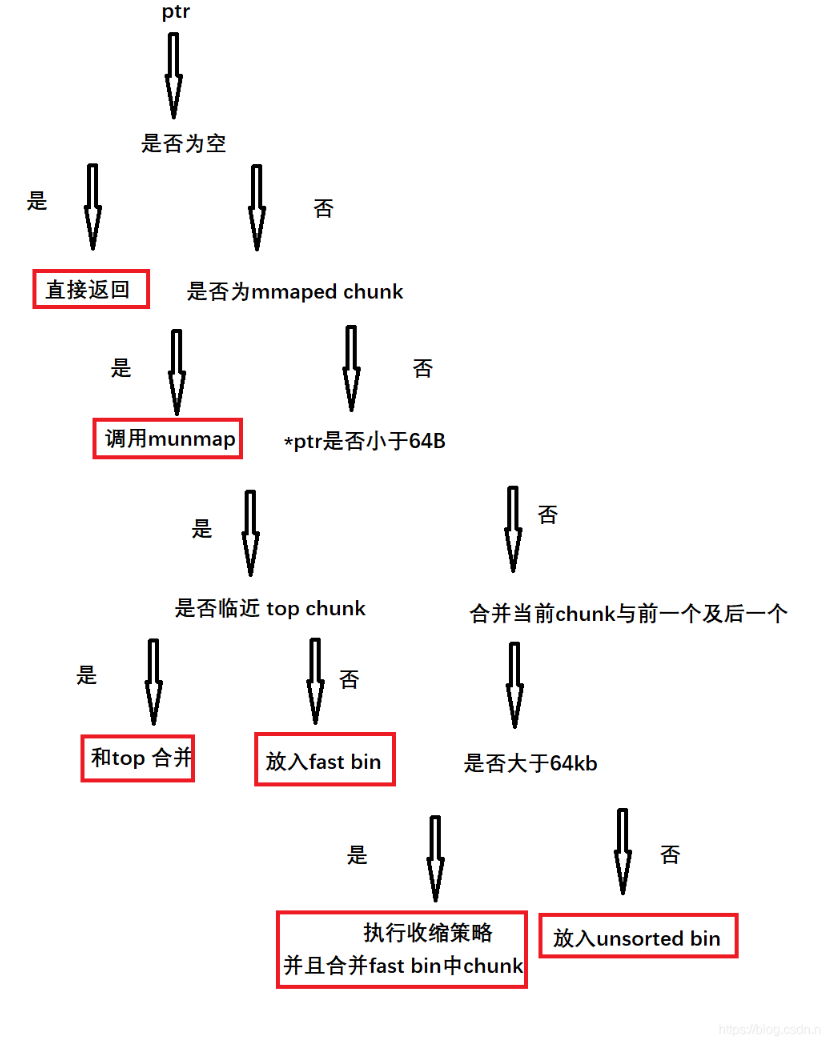 ptr
是否为空
是
否
直接返回
是否为mmaped chunk
是
否
调用munmap
*ptr是否小于64B
是
否
是否临近 top chunk
合并当前chunk与前一个及后一个
是
否
和top 合并
放入fast bin
是否大于64kb
是
否
执行收缩策略
并且合并fast bin中chunk
放入unsorted bin
https://blog.csdn.n